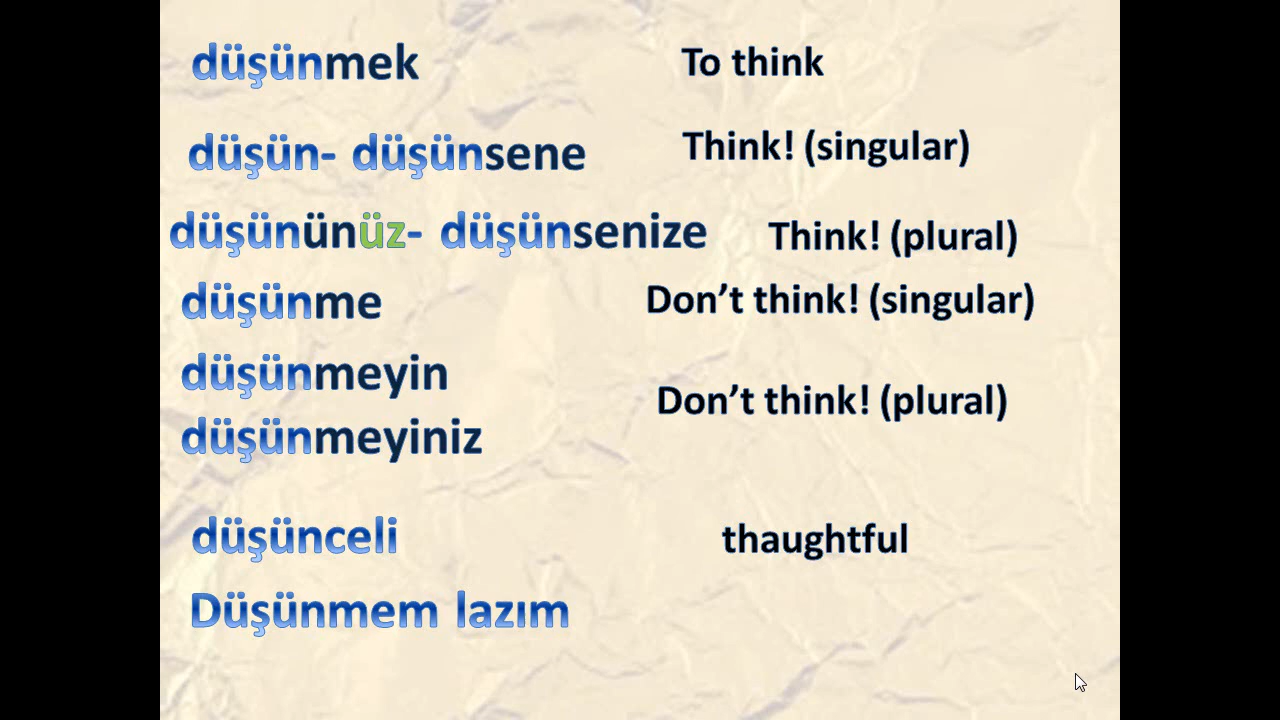 düşünmek To think
düşün- düşünsene Think! (singular)
düşününüz- düşünsenize Think! (plural)
düşünme Don’t think! (singular)
düşünmeyin
Don’t think! (plural)
düşünmeyiniz
düşünceli thaughtful
Düşünmem lazım